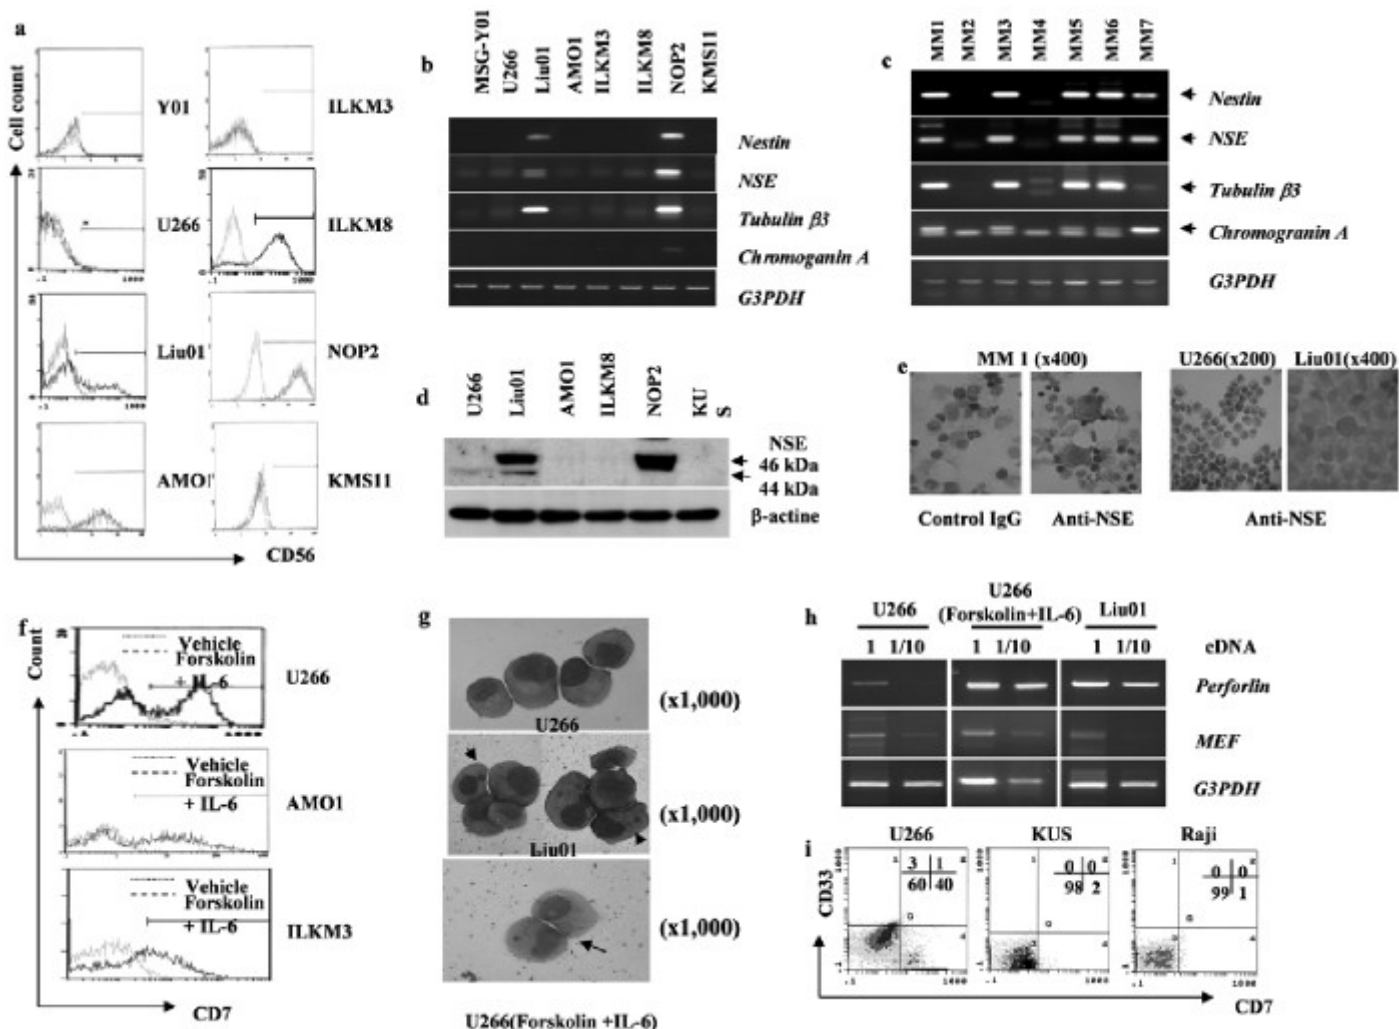 a
Cell count
Y01
ILKM3
U266
ILKM8
Liu01
NOP2
AMO1
KMS11
CD56
b
MSG-Y01
U266
Liu01
AMO1
ILKM3
ILKM8
NOP2
KMS11
Nestin
NSE
Tubulin β3
Chromoganin A
G3PDH
c
MM1
MM2
MM3
MM4
MM5
MM6
MM7
Nestin
NSE
Tubulin β3
Chromogranin A
G3PDH
d
U266
Liu01
AMO1
ILKM8
NOP2
KU
S
NSE
46 kDa
44 kDa
β-actine
e
MM 1 (x400)
U266(x200) Liu01(x400)
Control IgG Anti-NSE Anti-NSE
f
Count
Vehicle
Forskolin
+ IL-6
U266
Vehicle
Forskolin
+ IL-6
AMO1
Vehicle
Forskolin
+ IL-6
ILKM3
CD7
g
(x1,000)
U266
(x1,000)
Liu01
(x1,000)
U266(Forskolin +IL-6)
h
U266
U266
(Forskolin+IL-6)
Liu01
1 1/10 1 1/10 1 1/10 cDNA
Perforlin
MEF
G3PDH
i
U266 KUS Raji
CD33
3 1
60 40
0 0
98 2
0 0
99 1
.1 1000
.1 1000
.1 1000
CD7